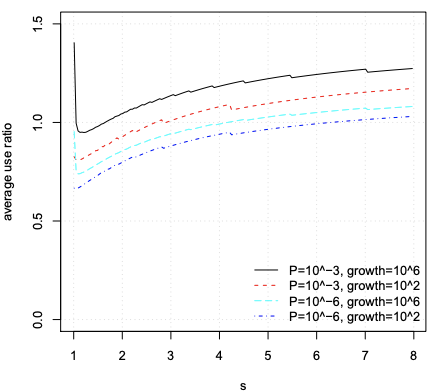 1.5
1.0
0.5
0.0
average use ratio
P=10^−3, growth=10^6
P=10^−3, growth=10^2
P=10^−6, growth=10^6
P=10^−6, growth=10^2
1 2 3 4 5 6 7 8
s